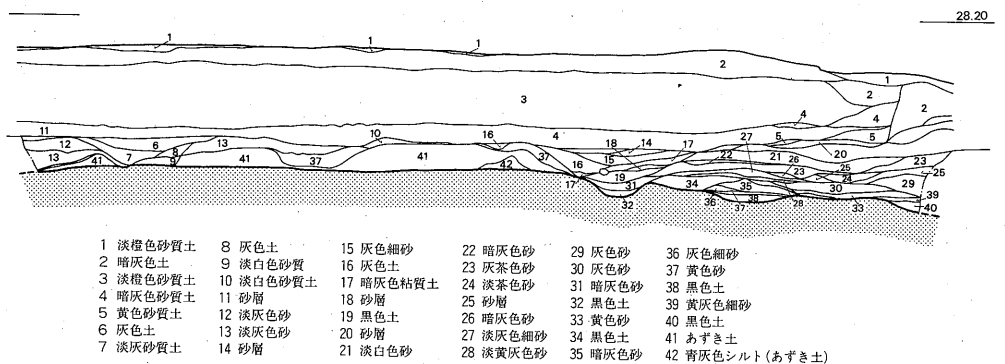 28.20
1 淡橙色砂質土
2 暗灰色土
3 淡橙色砂質土
4 暗灰色砂質土
5 黄色砂質土
6 灰色土
7 淡灰砂質土
8 灰色土
9 淡白色砂質
10 淡白色砂質土
11 砂層
12 淡灰色砂
13 淡灰色砂
14 砂層
15 灰色細砂
16 灰色土
17 暗灰色粘質土
18 砂層
19 黒色土
20 砂層
21 淡白色砂
22 暗灰色砂
23 灰茶色砂
24 淡茶色砂
25 砂層
26 暗灰色砂
27 淡灰色細砂
28 淡黄灰色砂
29 灰色砂
30 灰色砂
31 暗灰色砂
32 黒色土
33 黄色砂
34 黒色土
35 暗灰色砂
36 灰色細砂
37 黄色砂
38 黒色土
39 黄灰色細砂
40 黒色土
41 あずき土
42 青灰色シルト(あずき土)